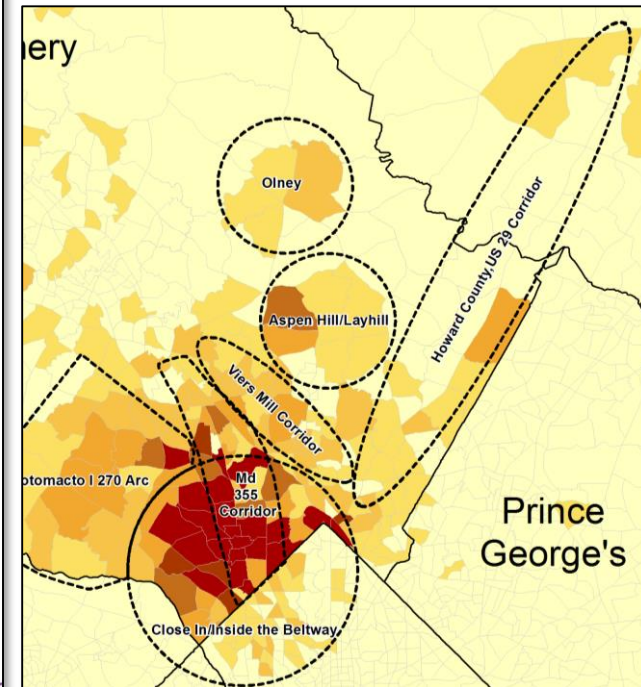 nery
Olney
Howard County,US 29 Corridor
Aspen Hill/Layhill
Viers Mill Corridor
otomacto I 270 Arc
Md
355
Corridor
Prince
George's
Close In/Inside the Beltway